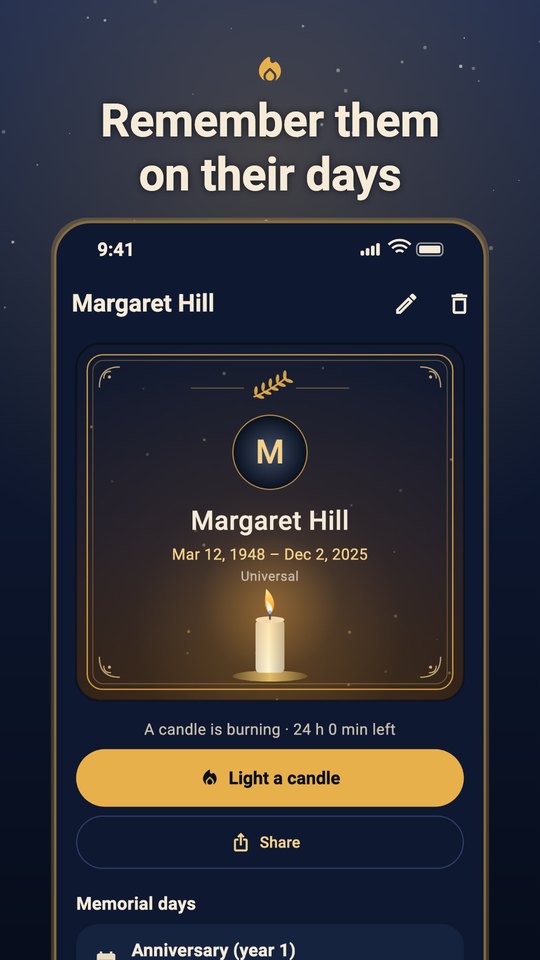 Remember them
on their days
9:41
Margaret Hill
M
Margaret Hill
Mar 12, 1948 – Dec 2, 2025
Universal
A candle is burning · 24 h 0 min left
Light a candle
Share
Memorial days
Anniversary (year 1)